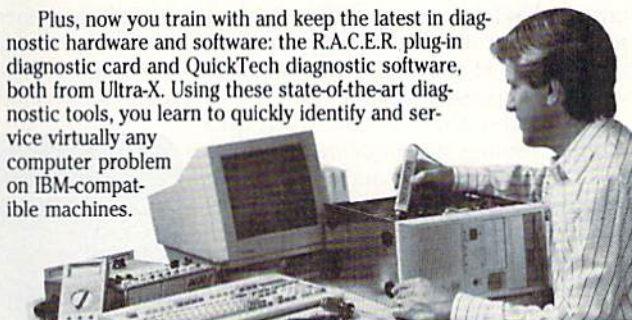 Plus, now you train with and keep the latest in diag-
nostic hardware and software: the R.A.C.E.R. plug-in
diagnostic card and QuickTech diagnostic software,
both from Ultra-X. Using these state-of-the-art diag-
nostic tools, you learn to quickly identify and ser-
vice virtually any
computer problem
on IBM-compat-
ible machines.